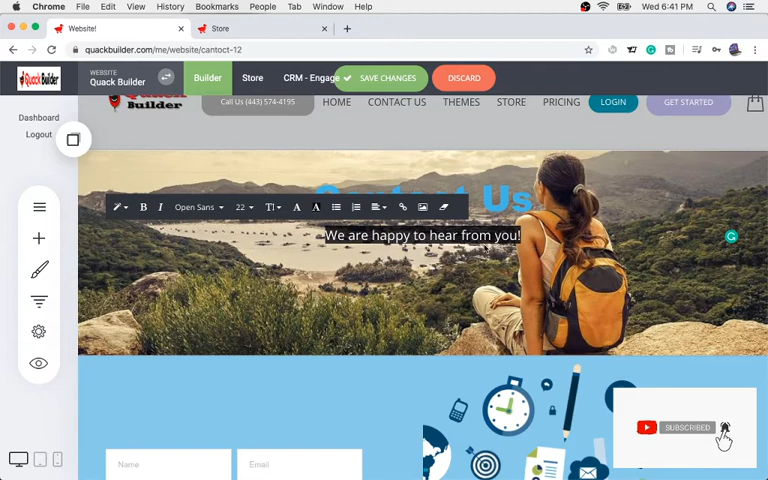 Chrome File Edit View History Bookmarks People Tab Window Help Wed 6:41 PM
Website! Store
quackbuilder.com/me/website/cantoct-12
QuackBuilder WEBSITE
Quack Builder Builder Store CRM - Engage SAVE CHANGES DISCARD
Dashboard
Logout
Builder Call Us (443) 574-4195 HOME CONTACT US THEMES STORE PRICING LOGIN GET STARTED
Contact Us
B I Open Sans 22 TI A A
We are happy to hear from you!
Name Email
SUBSCRIBED